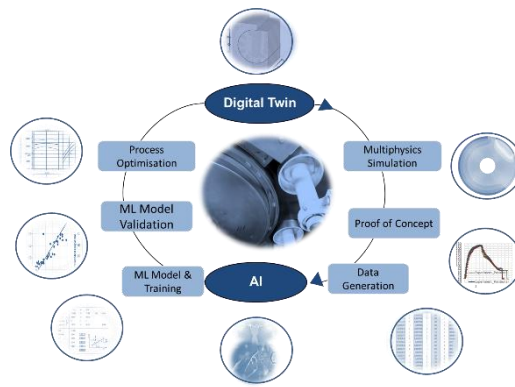 Digital Twin
Process
Optimisation
Multiphysics
Simulation
ML Model
Validation
Proof of Concept
ML Model &
Training
AI
Data
Generation